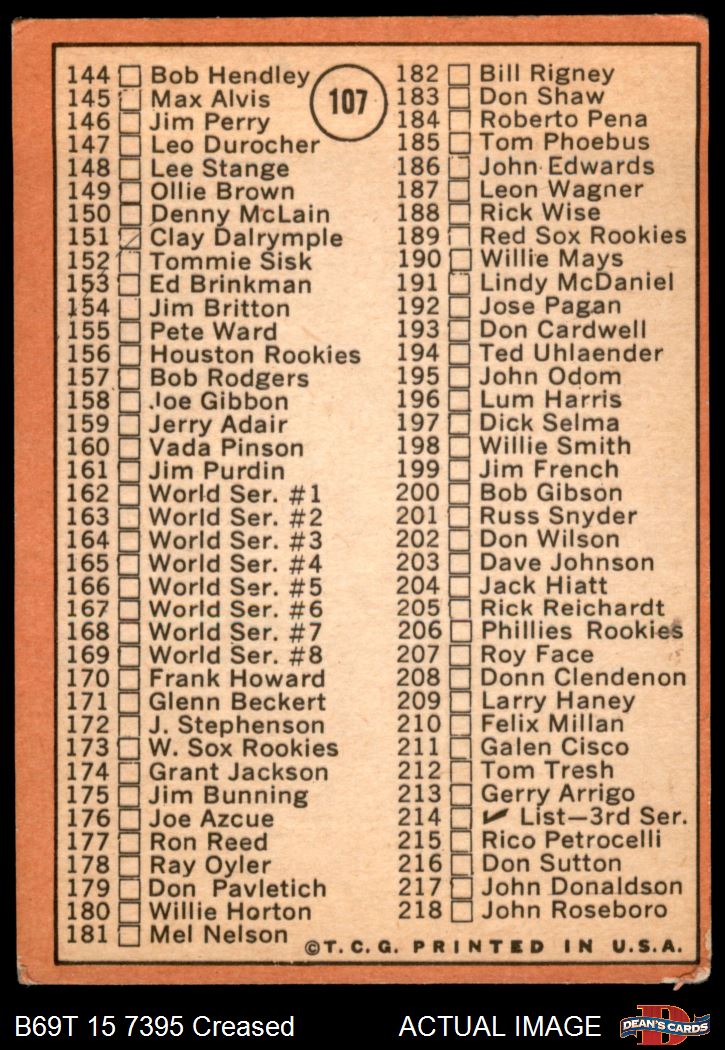 107
144 Bob Hendley
145 Max Alvis
146 Jim Perry
147 Leo Durocher
148 Lee Stange
149 Ollie Brown
150 Denny McLain
151 Clay Dalrymple
152 Tommie Sisk
153 Ed Brinkman
154 Jim Britton
155 Pete Ward
156 Houston Rookies
157 Bob Rodgers
158 Joe Gibbon
159 Jerry Adair
160 Vada Pinson
161 Jim Purdin
162 World Ser. #1
163 World Ser. #2
164 World Ser. #3
165 World Ser. #4
166 World Ser. #5
167 World Ser. #6
168 World Ser. #7
169 World Ser. #8
170 Frank Howard
171 Glenn Beckert
172 J. Stephenson
173 W. Sox Rookies
174 Grant Jackson
175 Jim Bunning
176 Joe Azcue
177 Ron Reed
178 Ray Oyler
179 Don Pavletich
180 Willie Horton
181 Mel Nelson
182 Bill Rigney
183 Don Shaw
184 Roberto Pena
185 Tom Phoebus
186 John Edwards
187 Leon Wagner
188 Rick Wise
189 Red Sox Rookies
190 Willie Mays
191 Lindy McDaniel
192 Jose Pagan
193 Don Cardwell
194 Ted Uhlaender
195 John Odom
196 Lum Harris
197 Dick Selma
198 Willie Smith
199 Jim French
200 Bob Gibson
201 Russ Snyder
202 Don Wilson
203 Dave Johnson
204 Jack Hiatt
205 Rick Reichardt
206 Phillies Rookies
207 Roy Face
208 Donn Clendenon
209 Larry Haney
210 Felix Millan
211 Galen Cisco
212 Tom Tresh
213 Gerry Arrigo
214 ✔ List—3rd Ser.
215 Rico Petrocelli
216 Don Sutton
217 John Donaldson
218 John Roseboro
©T.C.G. PRINTED IN U.S.A.
B69T 15 7395 Creased
ACTUAL IMAGE
DEAN'S CARDS